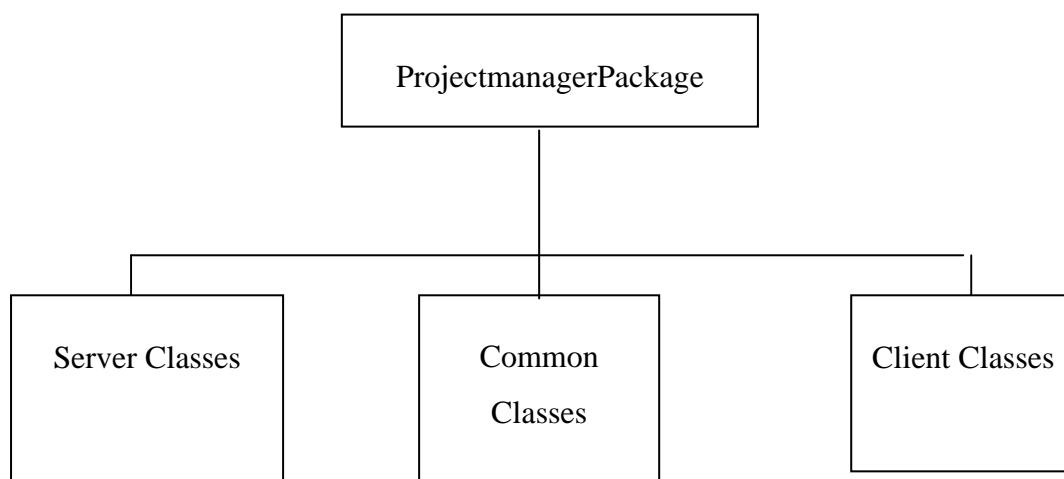 ProjectmanagerPackage
Server Classes
Common
Classes
Client Classes